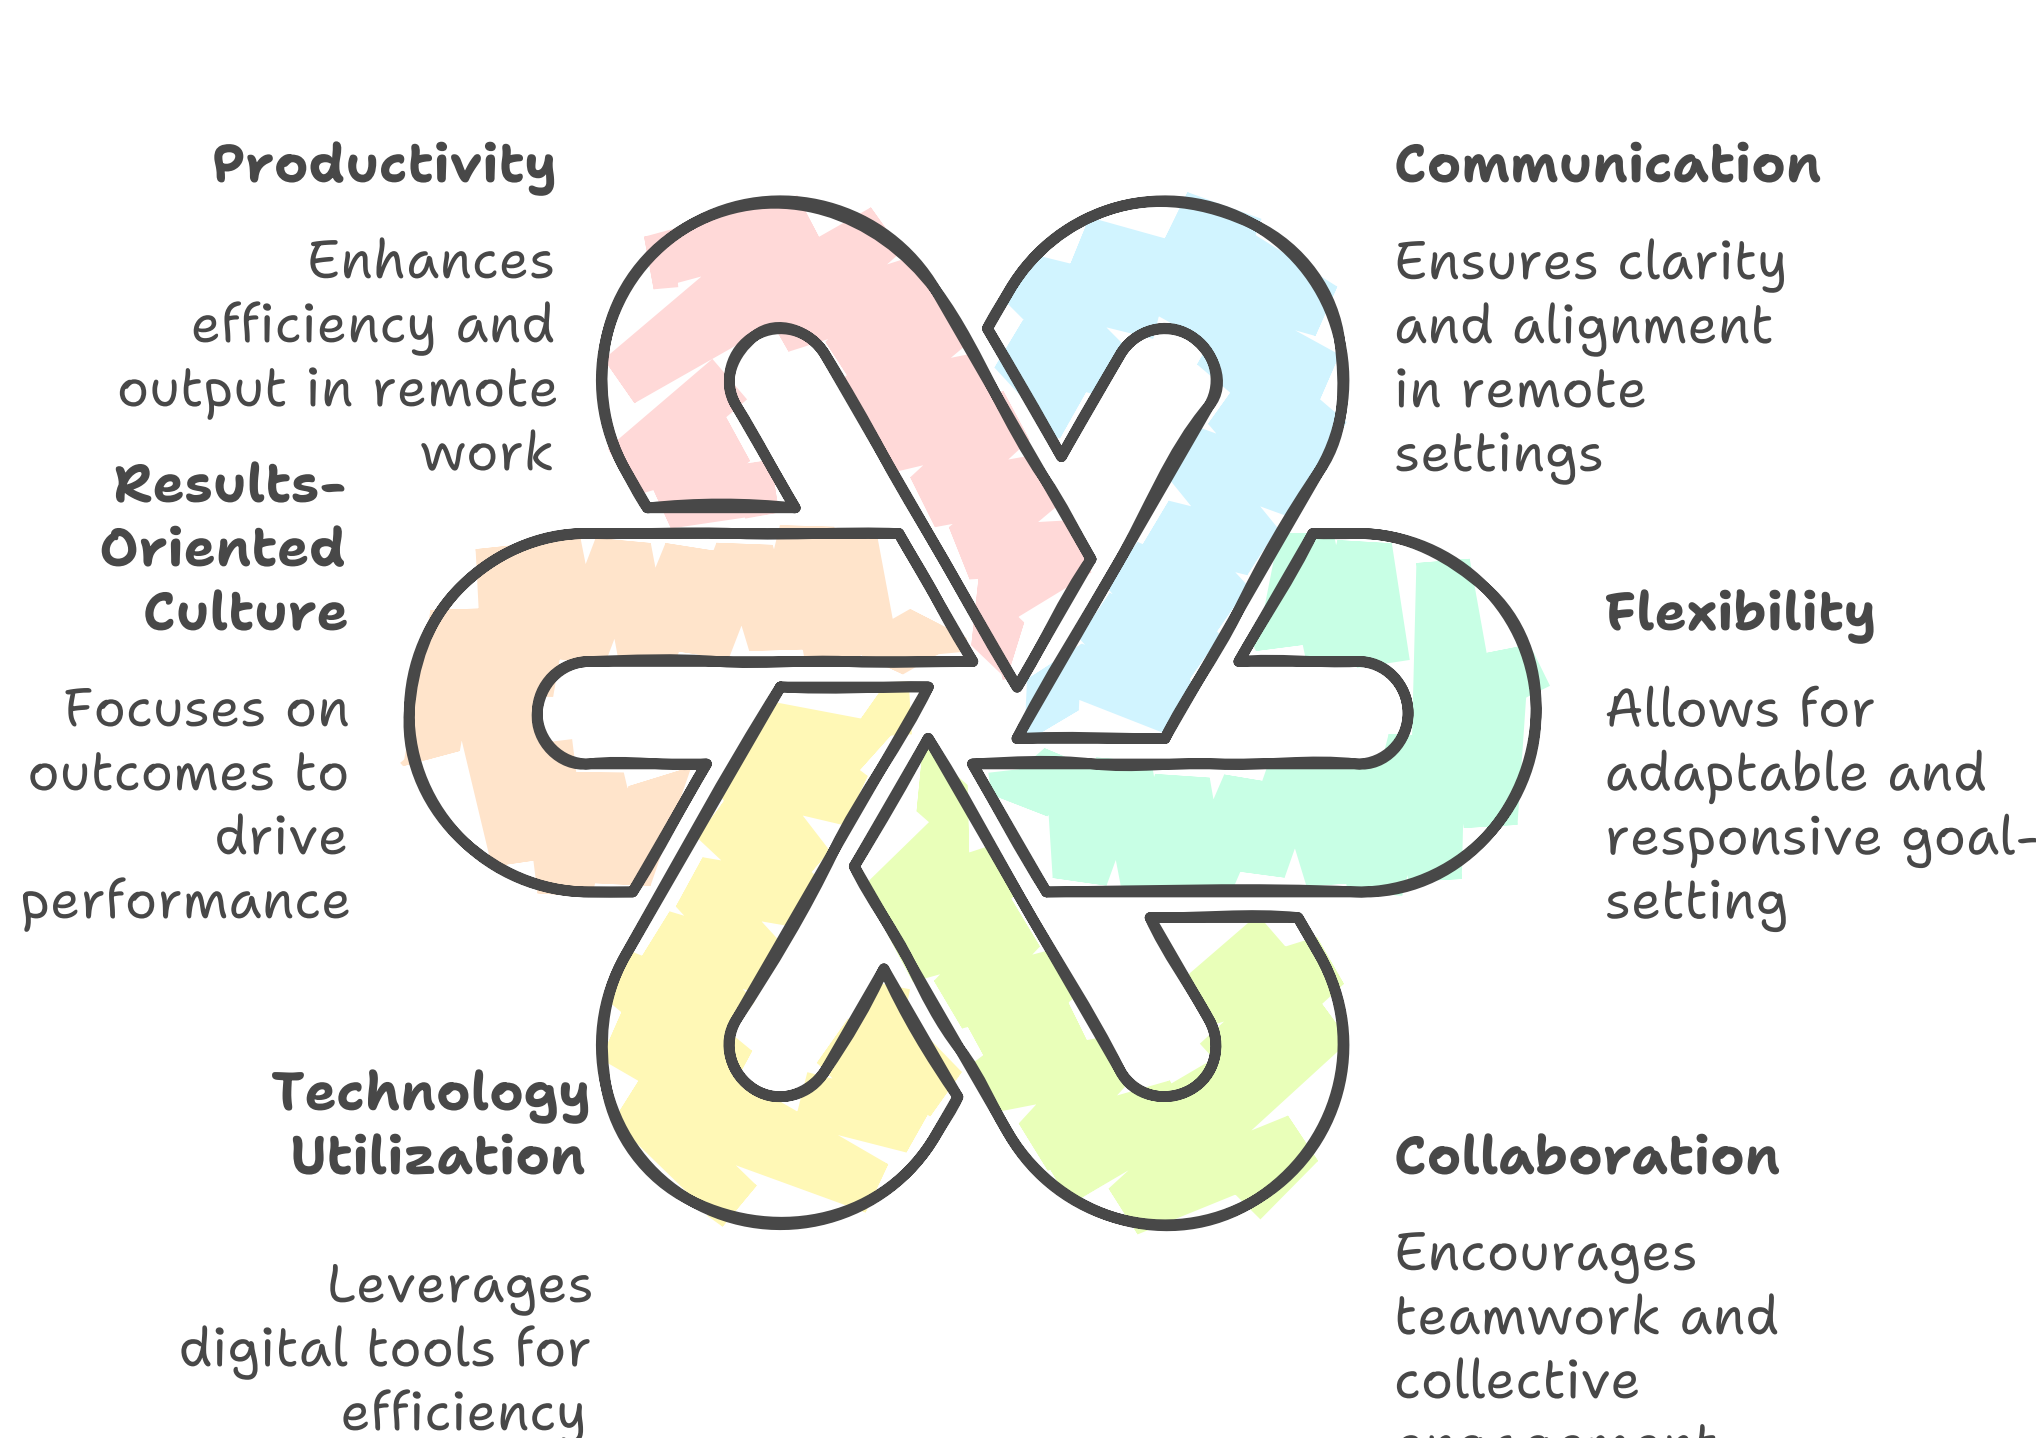 Productivity
Enhances
efficiency and
output in remote
work
Communication
Ensures clarity
and alignment
in remote
settings
Results-
Oriented
Culture
Focuses on
outcomes to
drive
performance
Flexibility
Allows for
adaptable and
responsive goal-
setting
Technology
Utilization
Leverages
digital tools for
efficiency
Collaboration
Encourages
teamwork and
collective